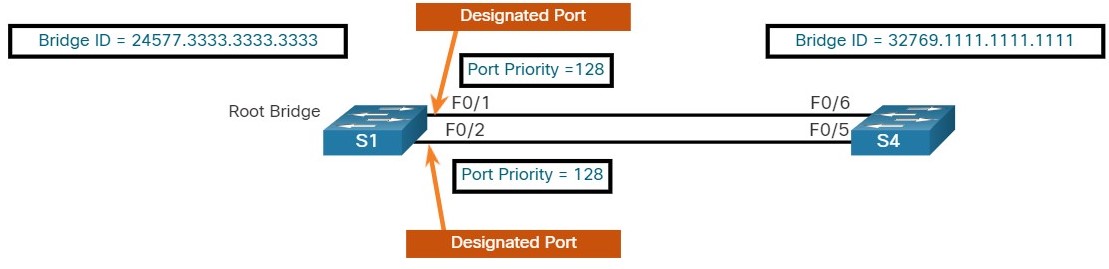 Designated Port
Bridge ID = 24577.3333.3333.3333
Bridge ID = 32769.1111.1111.1111
Port Priority =128
Root Bridge
F0/1
F0/6
F0/2
F0/5
S1
S4
Port Priority = 128
Designated Port